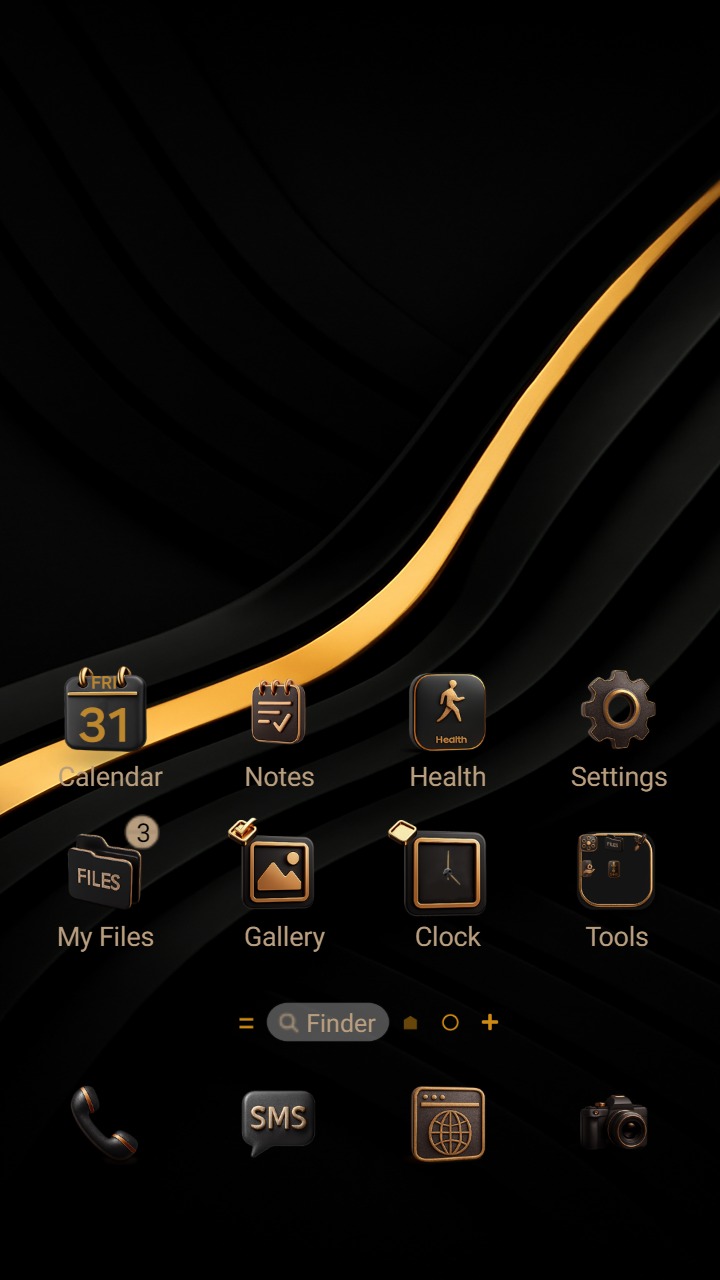 FRI
31
Health
Calendar
Notes
Health
Settings
3
FILES
My Files
Gallery
Clock
Tools
Finder
SMS